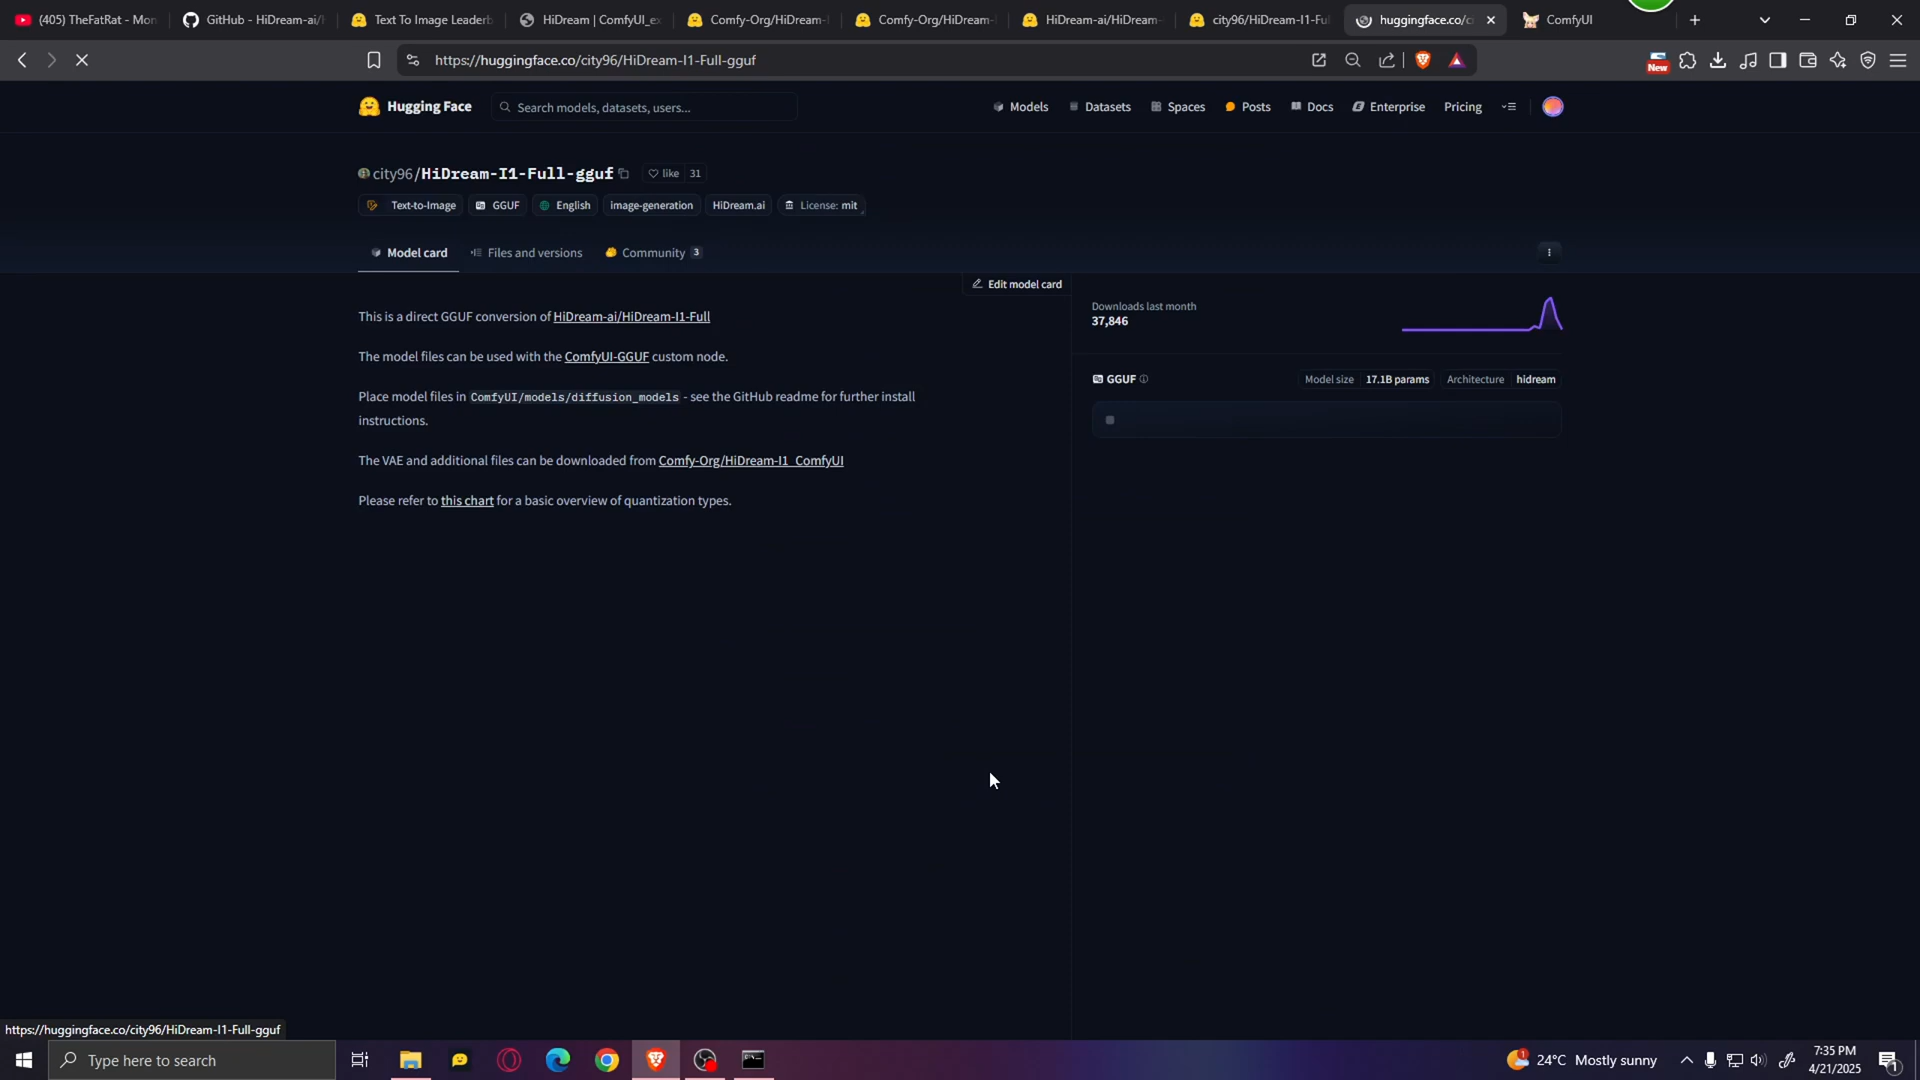 (405) TheFatRat - Mon
GitHub - HiDream-ai/H
Text To Image Leaderb
HiDream | ComfyUI_ex
Comfy-Org/HiDream-I
Comfy-Org/HiDream-
HiDream-ai/HiDream-
city96/HiDream-I1-Ful
huggingface.co/c
ComfyUI
https://huggingface.co/city96/HiDream-I1-Full-gguf
New
Hugging Face
Search models, datasets, users...
Models
Datasets
Spaces
Posts
Docs
Enterprise
Pricing
city96/HiDream-I1-Full-gguf
like 31
Text-to-Image
GGUF
English
image-generation
HiDream.ai
License: mit
Model card
Files and versions
Community 3
Edit model card
This is a direct GGUF conversion of HiDream-ai/HiDream-I1-Full
The model files can be used with the ComfyUI-GGUF custom node.
Place model files in ComfyUI/models/diffusion_models - see the GitHub readme for further install
instructions.
The VAE and additional files can be downloaded from Comfy-Org/HiDream-I1_ComfyUI
Please refer to this chart for a basic overview of quantization types.
Downloads last month
37,846
GGUF
Model size 17.1B params
Architecture hidream
https://huggingface.co/city96/HiDream-I1-Full-gguf
Type here to search
1
24°C Mostly sunny
7:35 PM
4/21/2025
1